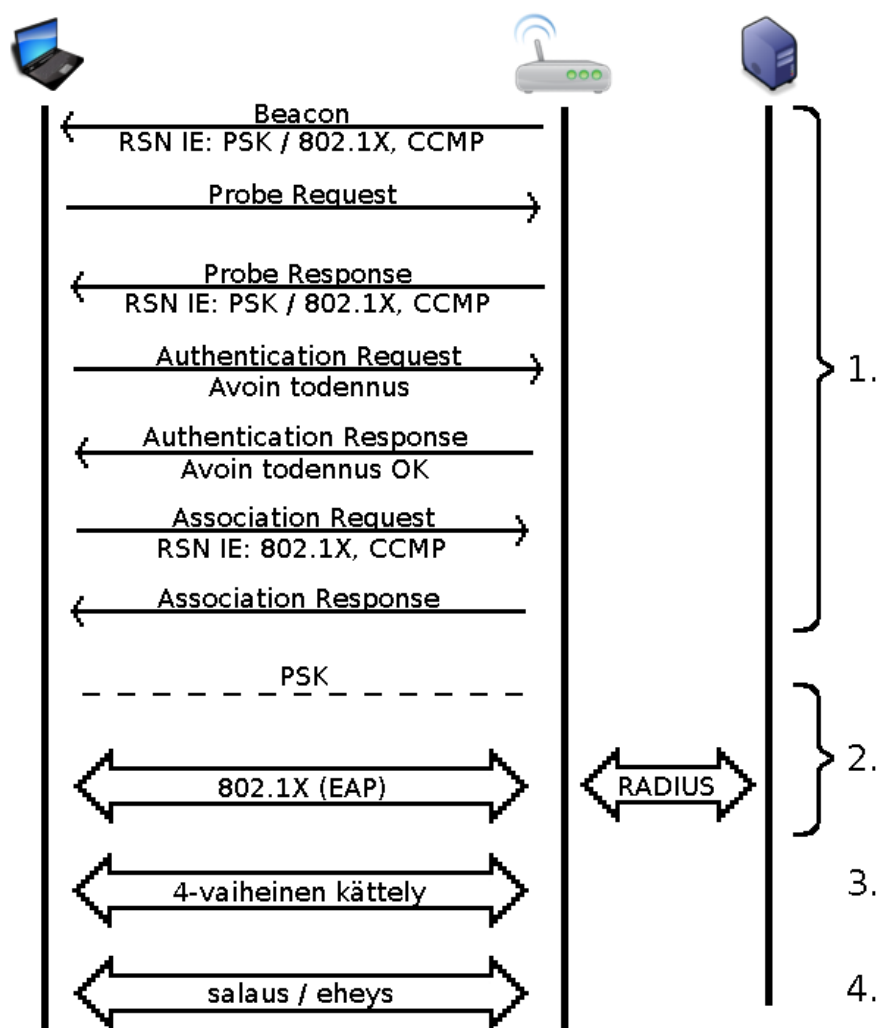 Beacon
RSN IE: PSK / 802.1X, CCMP
Probe Request
Probe Response
RSN IE: PSK / 802.1X, CCMP
Authentication Request
Avoin todennus
1.
Authentication Response
Avoin todennus OK
Association Request
RSN IE: 802.1X, CCMP
Association Response
PSK
2.
802.1X (EAP)
RADIUS
4-vaiheinen kättely
3.
salaus / eheys
4.